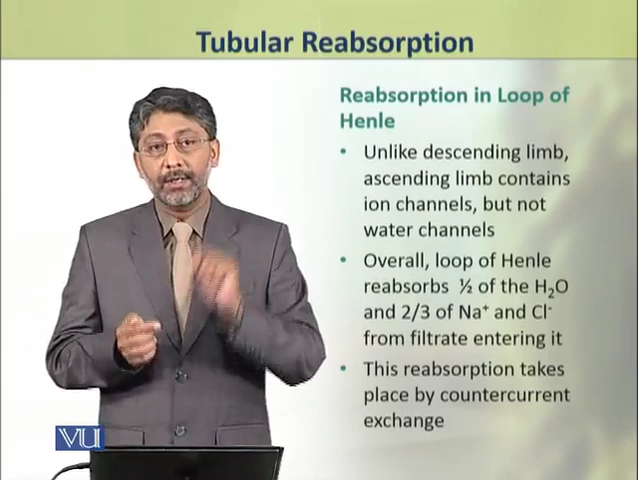 Tubular Reabsorption
Reabsorption in Loop of
Henle
• Unlike descending limb,
ascending limb contains
ion channels, but not
water channels
• Overall, loop of Henle
reabsorbs ½ of the H₂O
and 2/3 of Na⁺ and Cl⁻
from filtrate entering it
• This reabsorption takes
place by countercurrent
exchange
VU